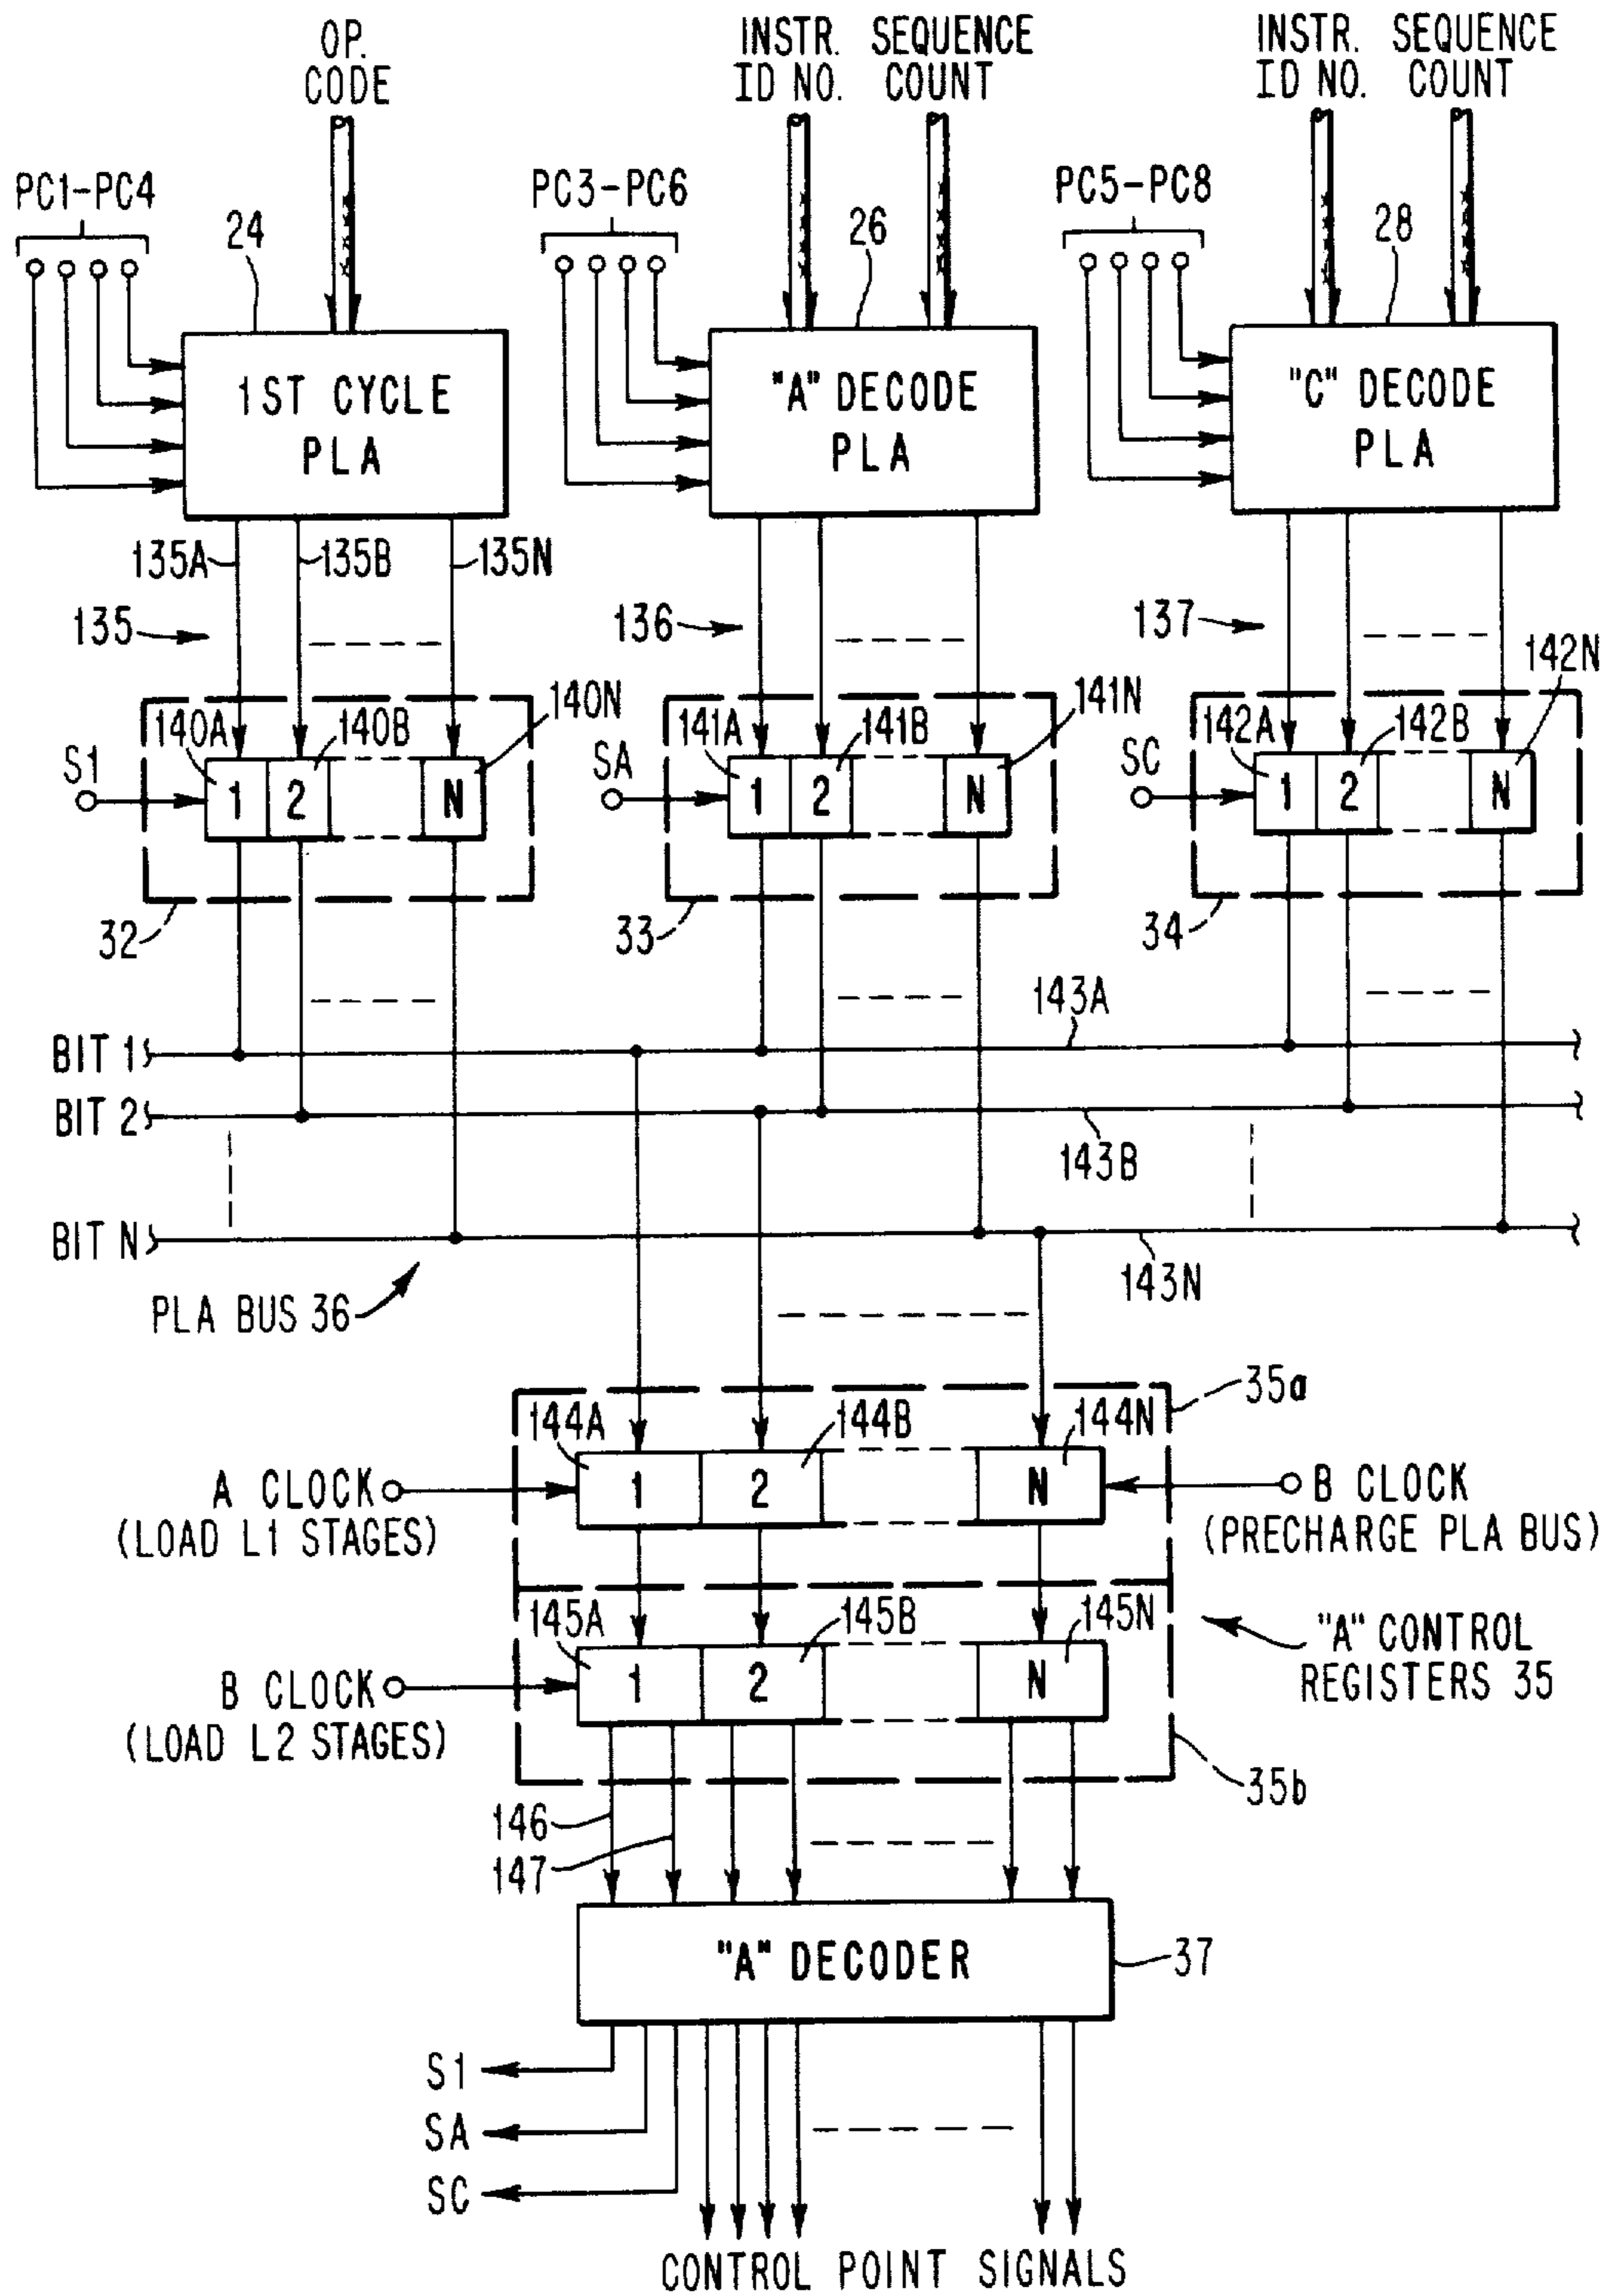 OP. CODE
INSTR. ID NO.
SEQUENCE COUNT
INSTR. ID NO.
SEQUENCE COUNT
PC1-PC4
24
PC3-PC6
26
PC5-PC8
28
1ST CYCLE PLA
"A" DECODE PLA
"C" DECODE PLA
135A
135B
135N
135
136
137
140A
140B
140N
141A
141B
141N
142A
142B
142N
S1
1
2
N
SA
1
2
N
SC
1
2
N
32
33
34
143A
BIT 1
BIT 2
143B
BIT N
143N
PLA BUS 36
35a
144A
144B
144N
A CLOCK
(LOAD L1 STAGES)
1
2
N
B CLOCK
(PRECHARGE PLA BUS)
145A
145B
145N
B CLOCK
(LOAD L2 STAGES)
1
2
N
"A" CONTROL
REGISTERS 35
35b
146
147
"A" DECODER
37
S1
SA
SC
CONTROL POINT SIGNALS